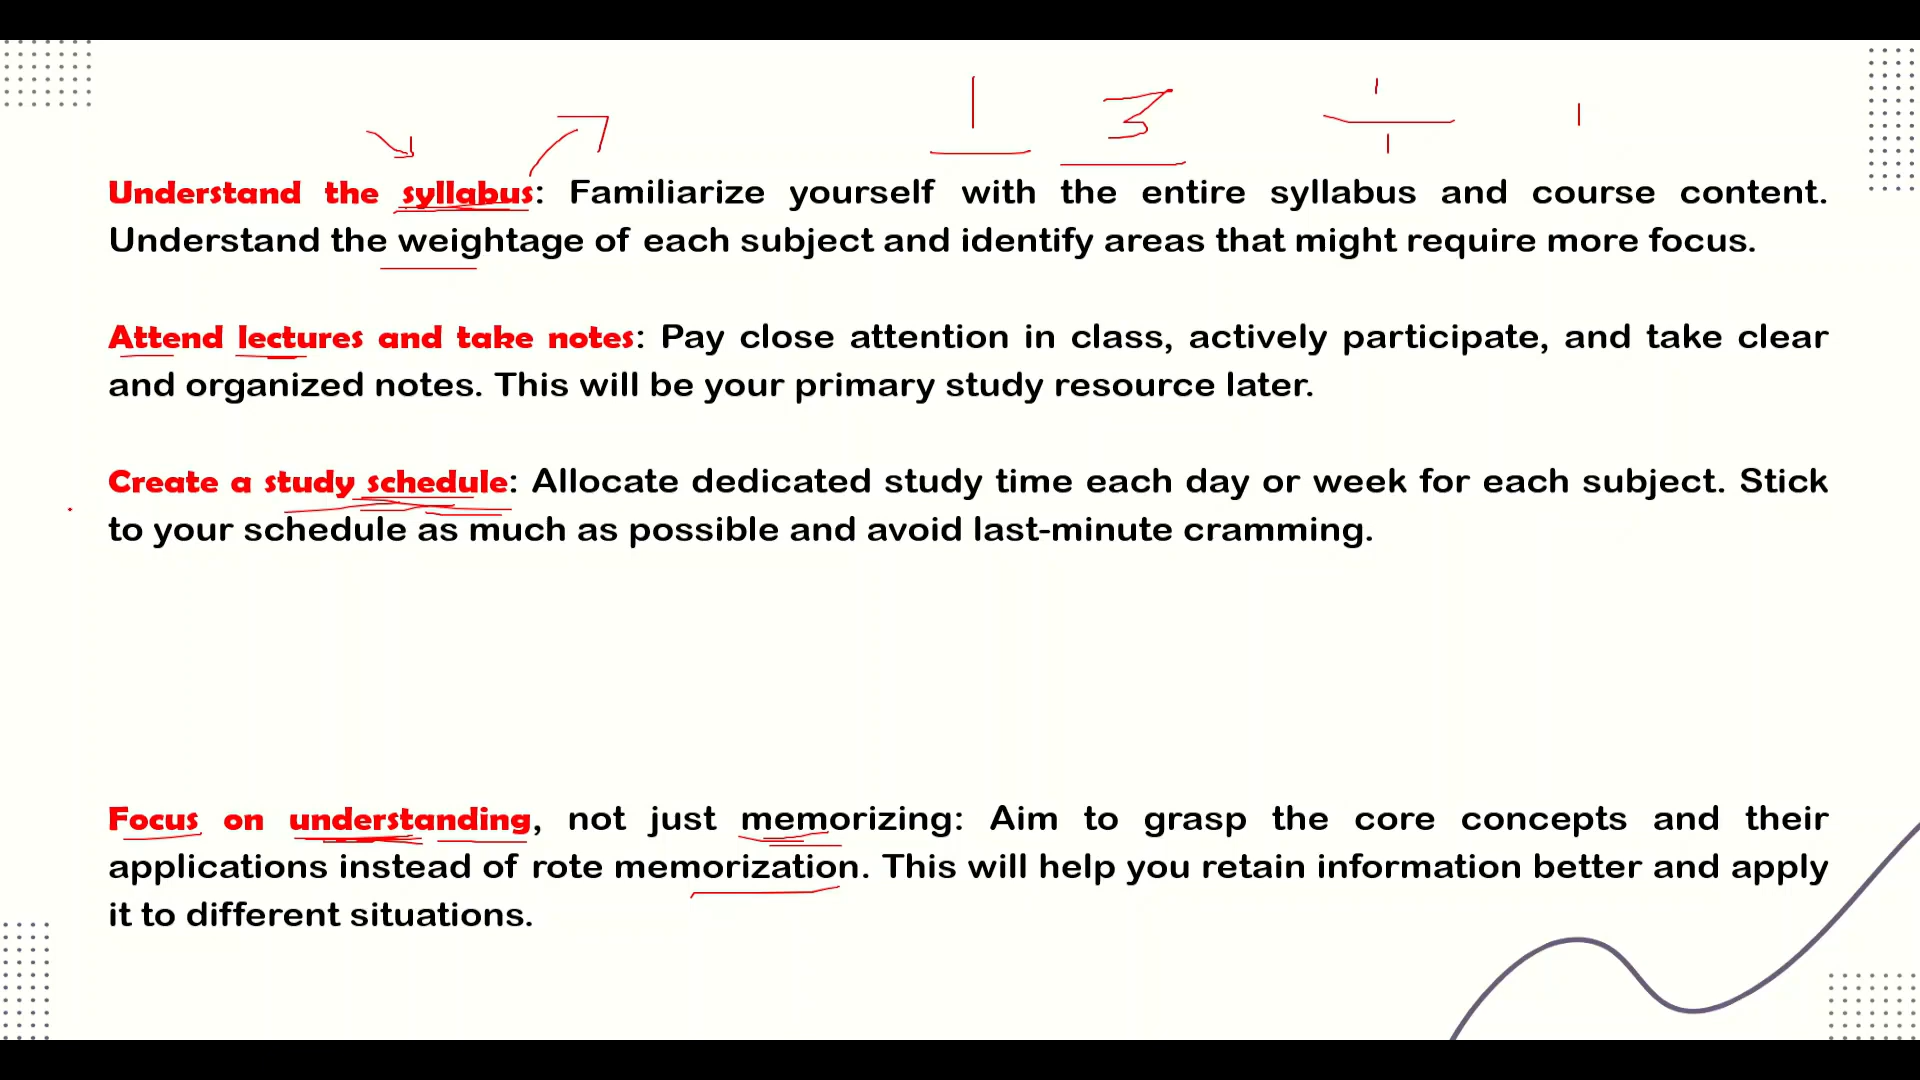 1 3
Understand the syllabus: Familiarize yourself with the entire syllabus and course content.
Understand the weightage of each subject and identify areas that might require more focus.
Attend lectures and take notes: Pay close attention in class, actively participate, and take clear
and organized notes. This will be your primary study resource later.
Create a study schedule: Allocate dedicated study time each day or week for each subject. Stick
to your schedule as much as possible and avoid last-minute cramming.
Focus on understanding, not just memorizing: Aim to grasp the core concepts and their
applications instead of rote memorization. This will help you retain information better and apply
it to different situations.